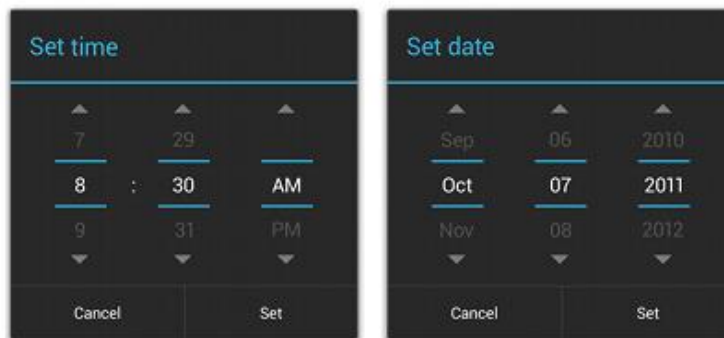 Set time
7 29
8 : 30 AM
9 31 PM
Cancel Set
Set date
Sep 06 2010
Oct 07 2011
Nov 08 2012
Cancel Set